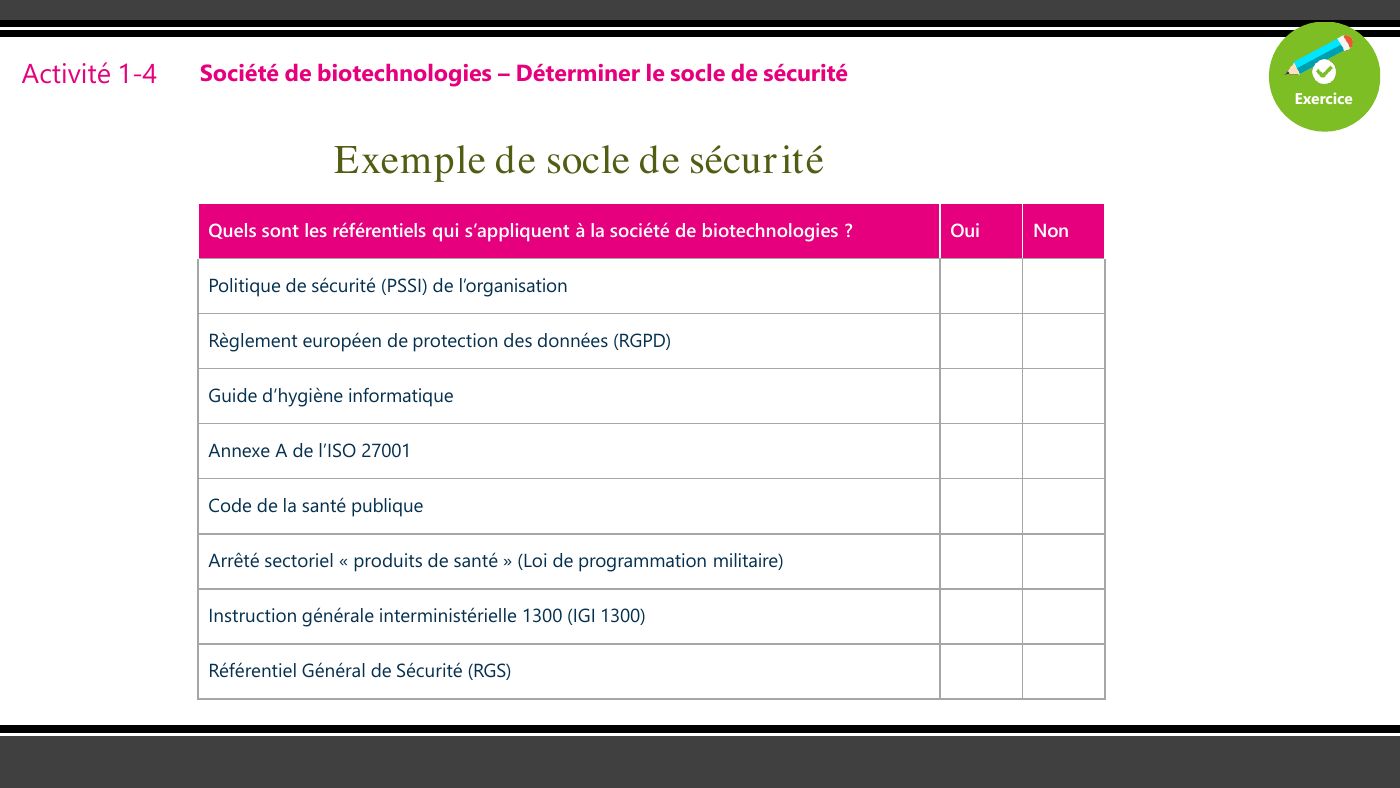 Activité 1-4
Société de biotechnologies – Déterminer le socle de sécurité
Exercice
Exemple de socle de sécurité
Quels sont les référentiels qui s’appliquent à la société de biotechnologies ? Oui Non
Politique de sécurité (PSSI) de l’organisation
Règlement européen de protection des données (RGPD)
Guide d’hygiène informatique
Annexe A de l’ISO 27001
Code de la santé publique
Arrêté sectoriel « produits de santé » (Loi de programmation militaire)
Instruction générale interministérielle 1300 (IGI 1300)
Référentiel Général de Sécurité (RGS)